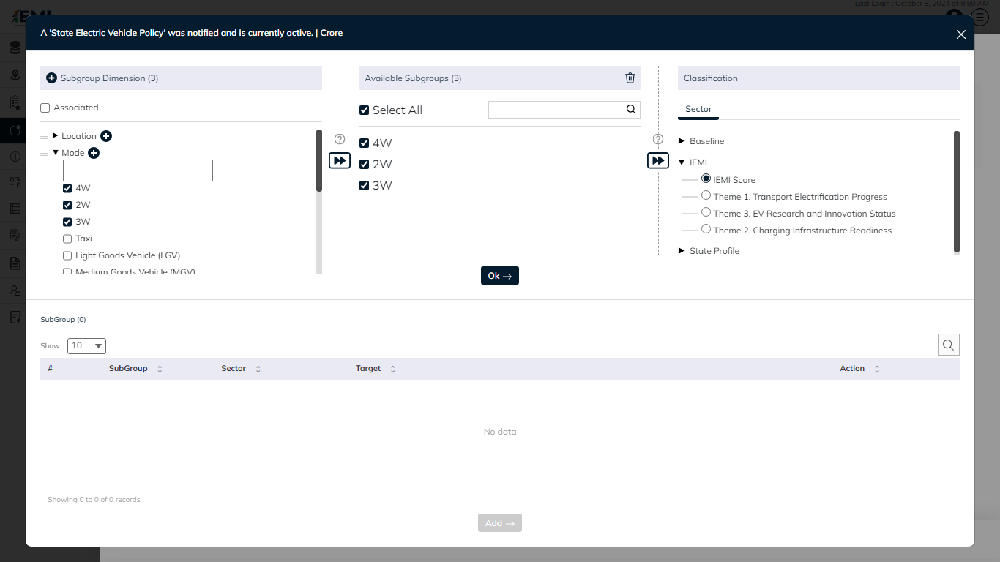 Last Login : October 8, 2024 at 9:50 AM
A 'State Electric Vehicle Policy' was notified and is currently active. | Crore
Subgroup Dimension (3)
Associated
Location
Mode
4W
2W
3W
Taxi
Light Goods Vehicle (LGV)
Medium Goods Vehicle (MGV)
Available Subgroups (3)
Select All
4W
2W
3W
Classification
Sector
Baseline
IEMI
IEMI Score
Theme 1. Transport Electrification Progress
Theme 3. EV Research and Innovation Status
Theme 2. Charging Infrastructure Readiness
State Profile
Ok
SubGroup (0)
Show 10
# SubGroup Sector Target Action
No data
Showing 0 to 0 of 0 records
Add